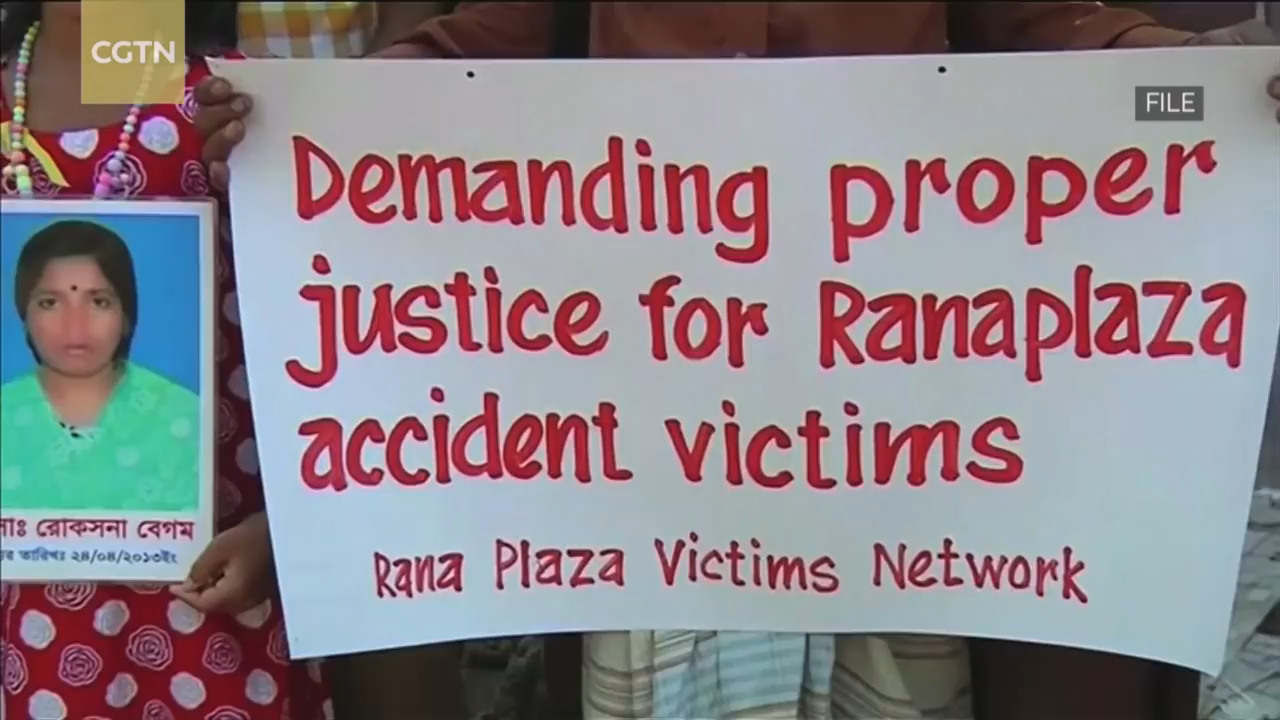 CGTN
FILE
Demanding proper
justice for Ranaplaza
accident victims
Rana Plaza Victims Network
রোকসনা বেগম
তারিখঃ ২৪/০৪/২০১৩ইং